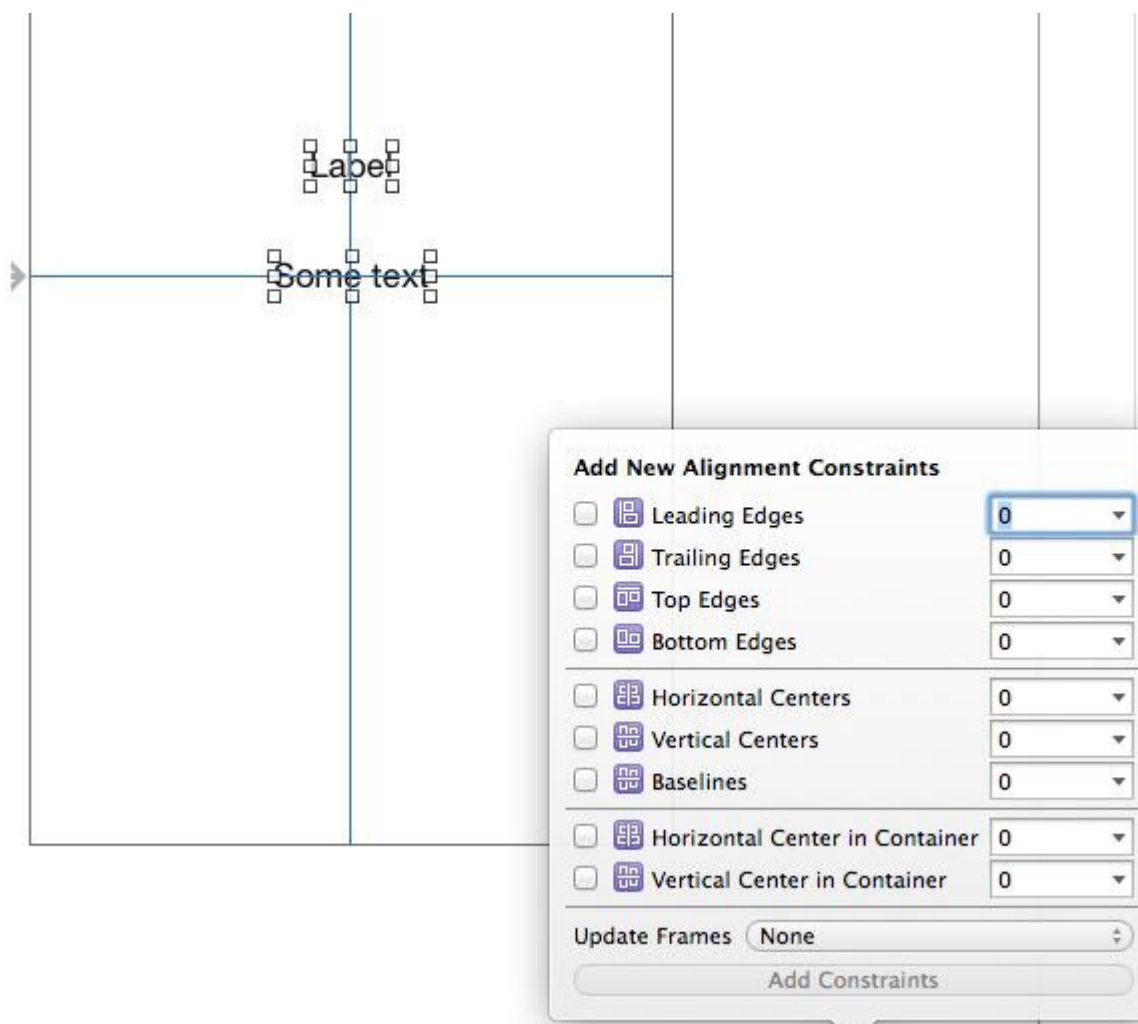 Label
Some text
Add New Alignment Constraints
Leading Edges 0
Trailing Edges 0
Top Edges 0
Bottom Edges 0
Horizontal Centers 0
Vertical Centers 0
Baselines 0
Horizontal Center in Container 0
Vertical Center in Container 0
Update Frames None
Add Constraints